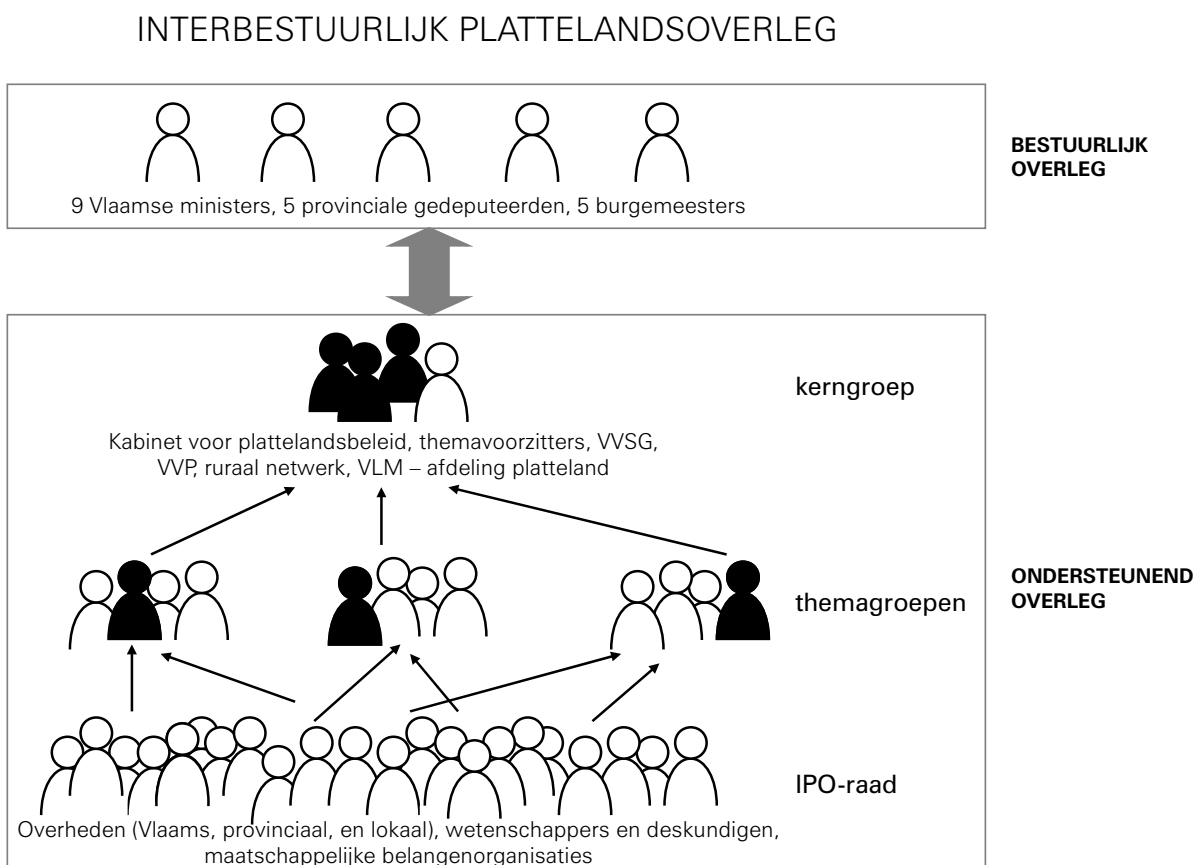 INTERBESTUURLIJK PLATTELANDSOVERLEG
BESTUURLIJK
OVERLEG
9 Vlaamse ministers, 5 provinciale gedeputeerden, 5 burgemeesters
kerngroep
Kabinet voor plattelandsbeleid, themavoorzitters, VVSG,
VVP, ruraal netwerk, VLM – afdeling platteland
ONDERSTEUNEND
OVERLEG
themagroepen
IPO-raad
Overheden (Vlaams, provinciaal, en lokaal), wetenschappers en deskundigen,
maatschappelijke belangenorganisaties